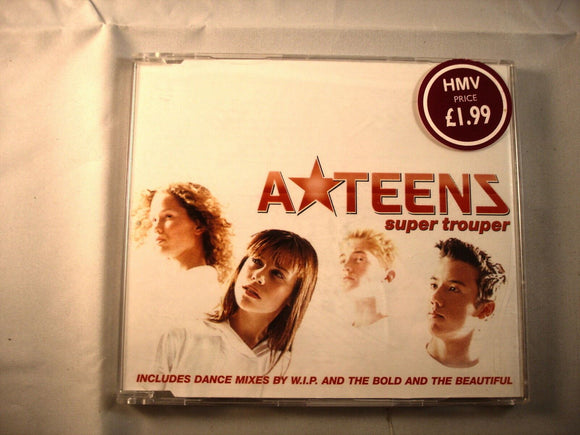 HMV
PRICE
£1.99
A★TEENS
super trouper
INCLUDES DANCE MIXES BY W.I.P. AND THE BOLD AND THE BEAUTIFUL